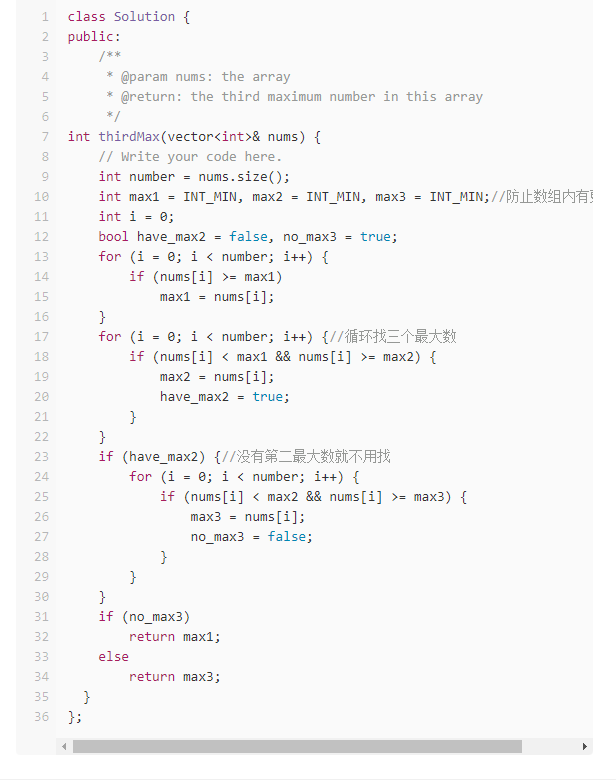 1 class Solution {
2 public:
3     /**
4      * @param nums: the array
5      * @return: the third maximum number in this array
6      */
7 int thirdMax(vector<int>& nums) {
8     // Write your code here.
9     int number = nums.size();
10     int max1 = INT_MIN, max2 = INT_MIN, max3 = INT_MIN;//防止数组内有
11     int i = 0;
12     bool have_max2 = false, no_max3 = true;
13     for (i = 0; i < number; i++) {
14         if (nums[i] >= max1)
15             max1 = nums[i];
16     }
17     for (i = 0; i < number; i++) {//循环找三个最大数
18         if (nums[i] < max1 && nums[i] >= max2) {
19             max2 = nums[i];
20             have_max2 = true;
21         }
22     }
23     if (have_max2) {//没有第二最大数就不用找
24         for (i = 0; i < number; i++) {
25             if (nums[i] < max2 && nums[i] >= max3) {
26                 max3 = nums[i];
27                 no_max3 = false;
28             }
29         }
30     }
31     if (no_max3)
32         return max1;
33     else
34         return max3;
35   }
36 };